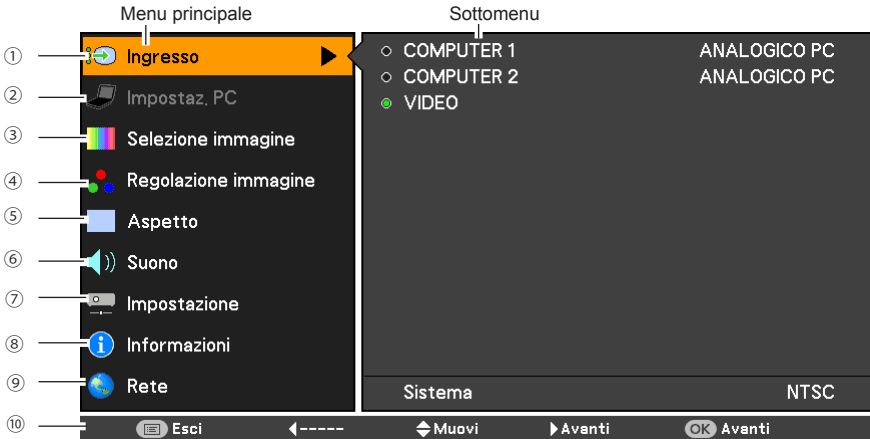 Menu principale
Sottomenu
① Ingresso
② Impostaz. PC
③ Selezione immagine
④ Regolazione immagine
⑤ Aspetto
⑥ Suono
⑦ Impostazione
⑧ Informazioni
⑨ Rete
COMPUTER 1 ANALOGICO PC
COMPUTER 2 ANALOGICO PC
VIDEO
Sistema NTSC
⑩ Esci ----- Muovi Avanti OK Avanti